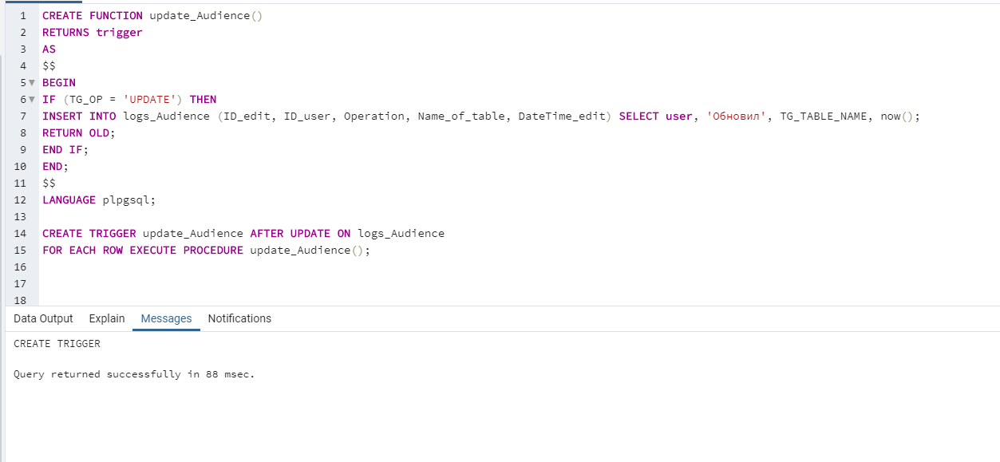 1 CREATE FUNCTION update_Audience()
2 RETURNS trigger
3 AS
4 $$
5 BEGIN
6 IF (TG_OP = 'UPDATE') THEN
7 INSERT INTO logs_Audience (ID_edit, ID_user, Operation, Name_of_table, DateTime_edit) SELECT user, 'Обновил', TG_TABLE_NAME, now();
8 RETURN OLD;
9 END IF;
10 END;
11 $$
12 LANGUAGE plpgsql;
13
14 CREATE TRIGGER update_Audience AFTER UPDATE ON logs_Audience
15 FOR EACH ROW EXECUTE PROCEDURE update_Audience();
16
17
18
Data Output Explain Messages Notifications
CREATE TRIGGER
Query returned successfully in 88 msec.